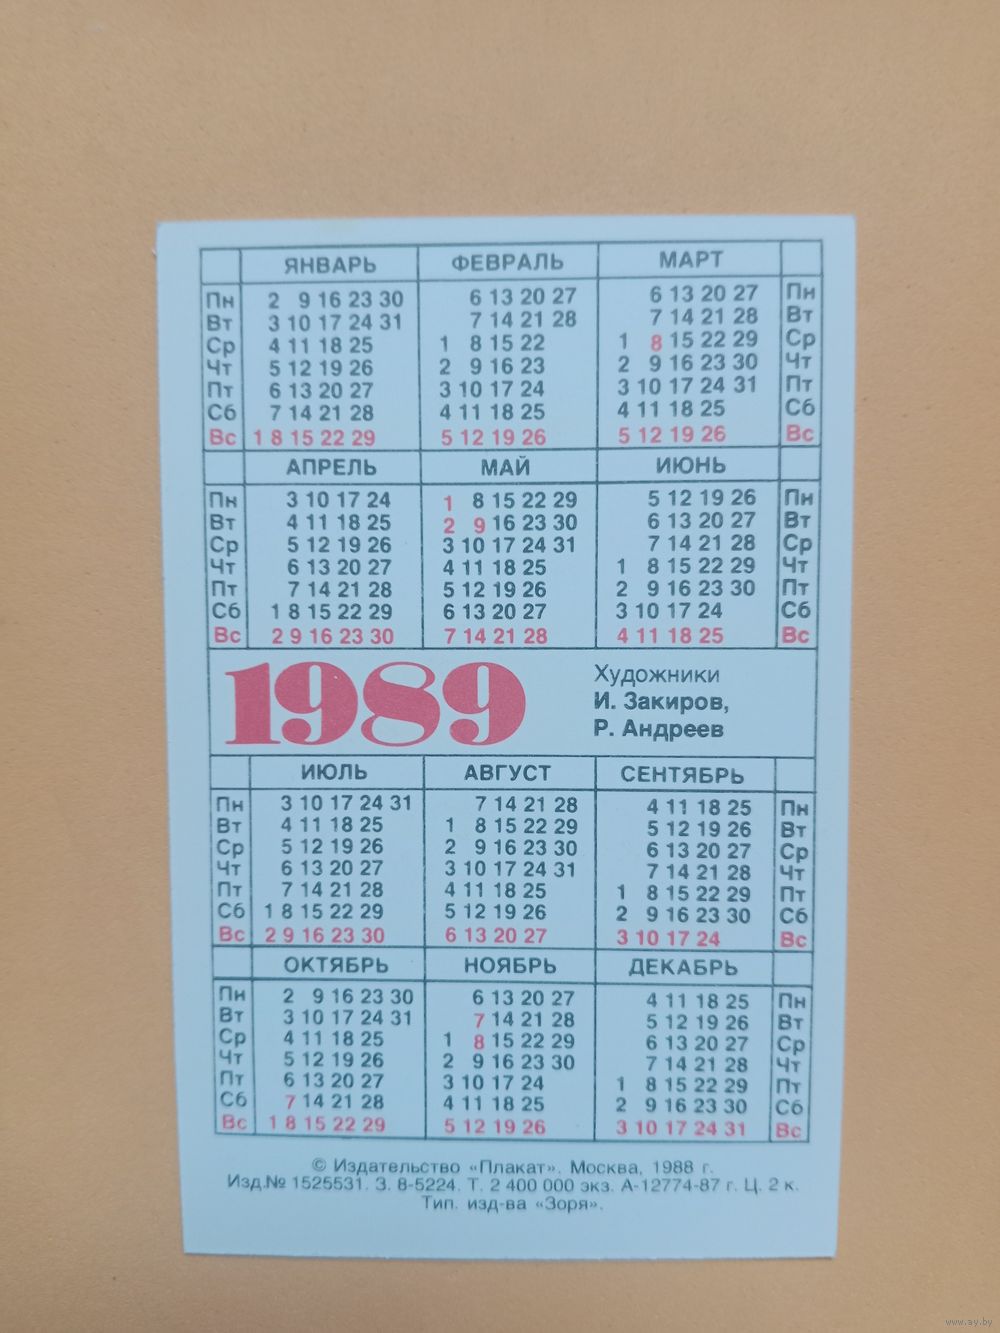 ЯНВАРЬ ФЕВРАЛЬ МАРТ
Пн 2 9 16 23 30 6 13 20 27 6 13 20 27 Пн
Вт 3 10 17 24 31 7 14 21 28 7 14 21 28 Вт
Ср 4 11 18 25 1 8 15 22 1 8 15 22 29 Ср
Чт 5 12 19 26 2 9 16 23 2 9 16 23 30 Чт
Пт 6 13 20 27 3 10 17 24 3 10 17 24 31 Пт
Сб 7 14 21 28 4 11 18 25 4 11 18 25 Сб
Вс 1 8 15 22 29 5 12 19 26 5 12 19 26 Вс
АПРЕЛЬ МАЙ ИЮНЬ
Пн 3 10 17 24 1 8 15 22 29 5 12 19 26 Пн
Вт 4 11 18 25 2 9 16 23 30 6 13 20 27 Вт
Ср 5 12 19 26 3 10 17 24 31 7 14 21 28 Ср
Чт 6 13 20 27 4 11 18 25 1 8 15 22 29 Чт
Пт 7 14 21 28 5 12 19 26 2 9 16 23 30 Пт
Сб 1 8 15 22 29 6 13 20 27 3 10 17 24 Сб
Вс 2 9 16 23 30 7 14 21 28 4 11 18 25 Вс
1989
Художники
И. Закиров,
Р. Андреев
ИЮЛЬ АВГУСТ СЕНТЯБРЬ
Пн 3 10 17 24 31 7 14 21 28 4 11 18 25 Пн
Вт 4 11 18 25 1 8 15 22 29 5 12 19 26 Вт
Ср 5 12 19 26 2 9 16 23 30 6 13 20 27 Ср
Чт 6 13 20 27 3 10 17 24 31 7 14 21 28 Чт
Пт 7 14 21 28 4 11 18 25 1 8 15 22 29 Пт
Сб 1 8 15 22 29 5 12 19 26 2 9 16 23 30 Сб
Вс 2 9 16 23 30 6 13 20 27 3 10 17 24 Вс
ОКТЯБРЬ НОЯБРЬ ДЕКАБРЬ
Пн 2 9 16 23 30 6 13 20 27 4 11 18 25 Пн
Вт 3 10 17 24 31 7 14 21 28 5 12 19 26 Вт
Ср 4 11 18 25 1 8 15 22 29 6 13 20 27 Ср
Чт 5 12 19 26 2 9 16 23 30 7 14 21 28 Чт
Пт 6 13 20 27 3 10 17 24 1 8 15 22 29 Пт
Сб 7 14 21 28 4 11 18 25 2 9 16 23 30 Сб
Вс 1 8 15 22 29 5 12 19 26 3 10 17 24 31 Вс
© Издательство «Плакат». Москва, 1988 г.
Изд.№ 1525531. З. 8-5224. Т. 2 400 000 экз. А-12774-87 г. Ц. 2 к.
Тип. изд-ва «Зоря».
www.ay.by